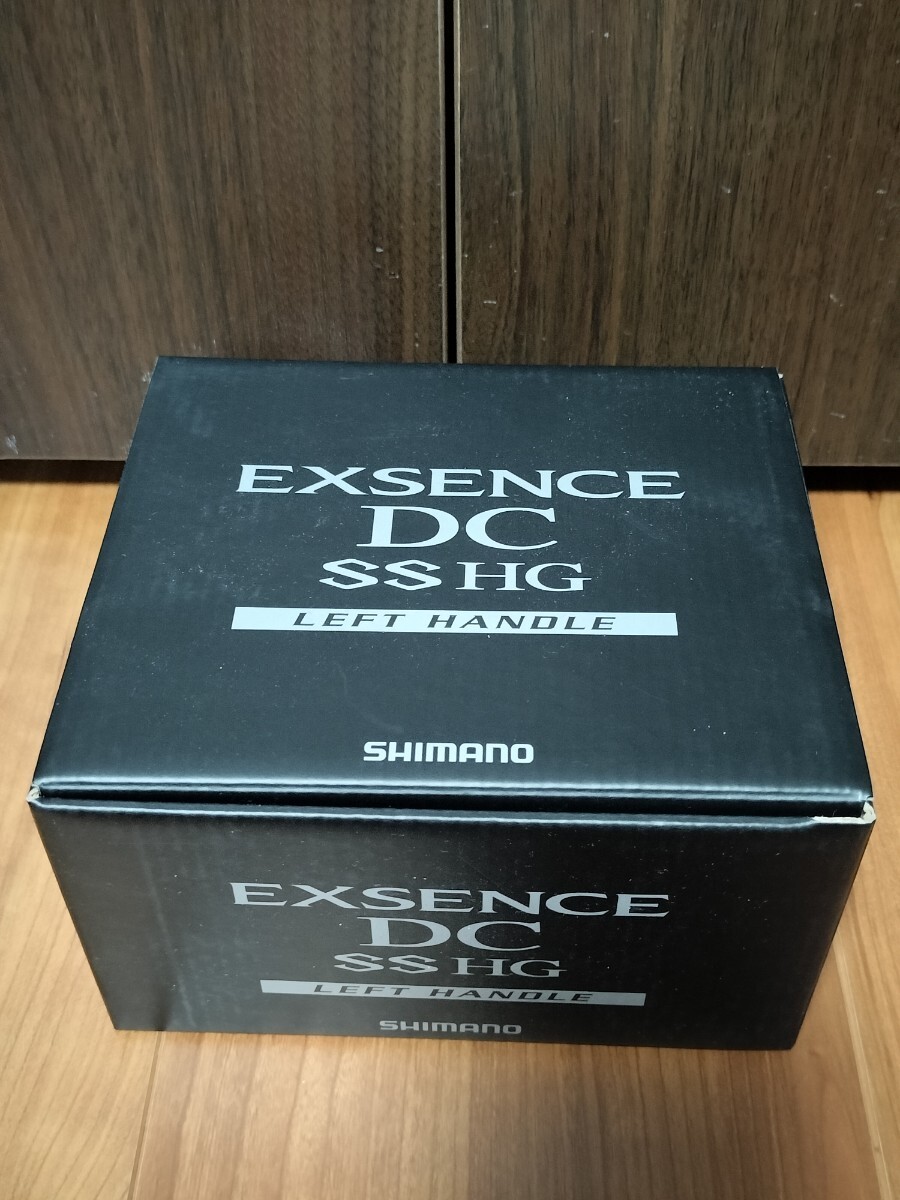 EXSENCE
DC
SS HG
LEFT HANDLE
SHIMANO
EXSENCE
DC
SS HG
LEFT HANDLE
SHIMANO